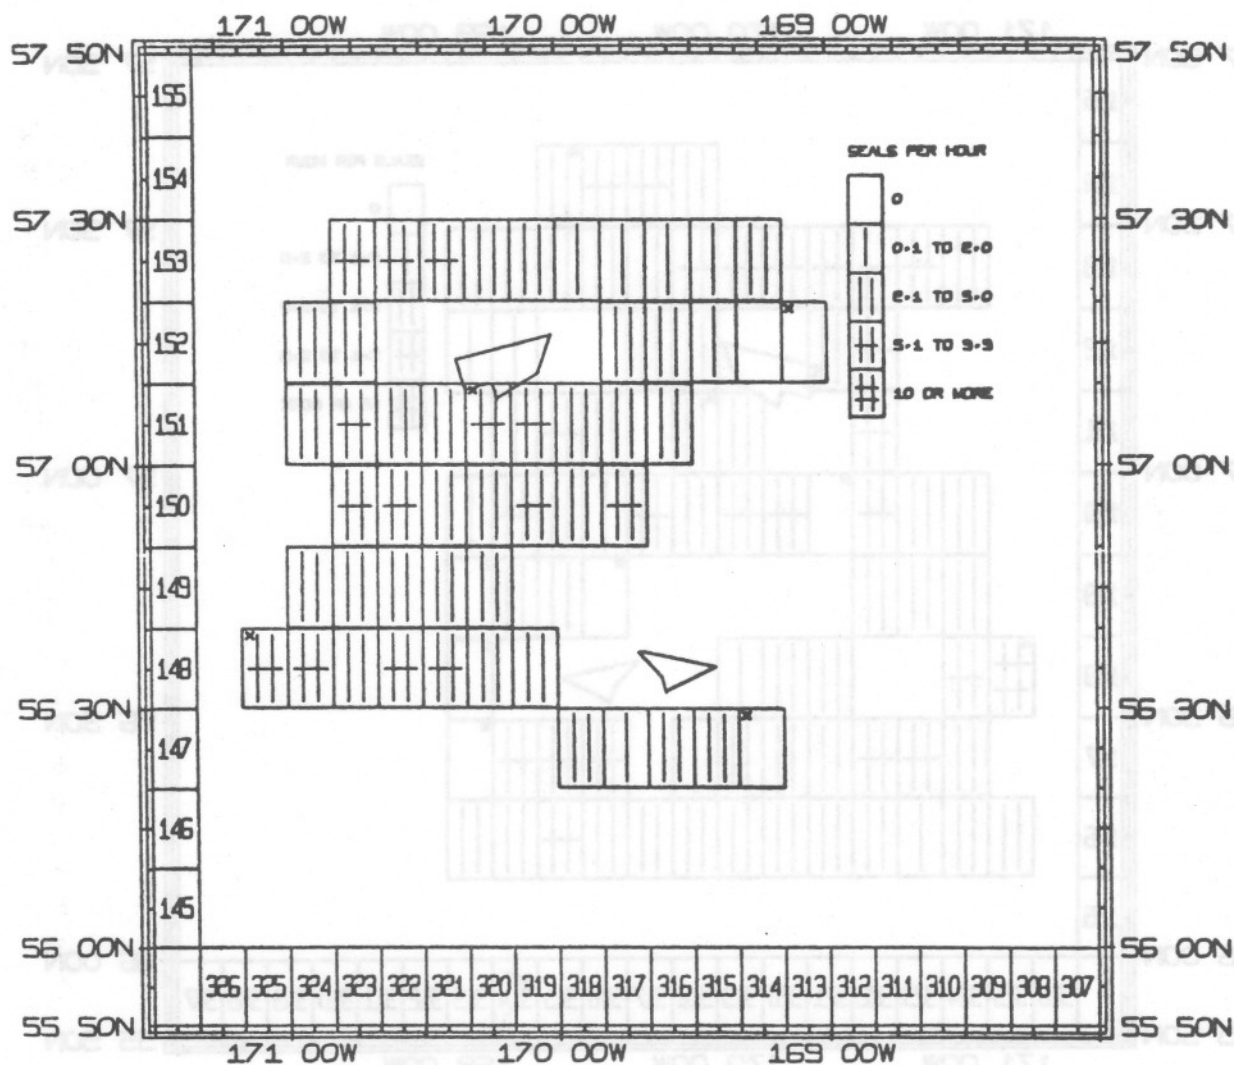 171 00W 170 00W 169 00W
57 50N 57 50N
155
SEALS PER HOUR
154
0
57 30N 57 30N
0.1 TO 2.0
153
2.1 TO 5.0
152
5.1 TO 9.9
10 OR MORE
151
57 00N 57 00N
150
149
148
56 30N 56 30N
147
146
145
56 00N 56 00N
326 325 324 323 322 321 320 319 318 317 316 315 314 313 312 311 310 309 308 307
55 50N 55 50N
171 00W 170 00W 169 00W